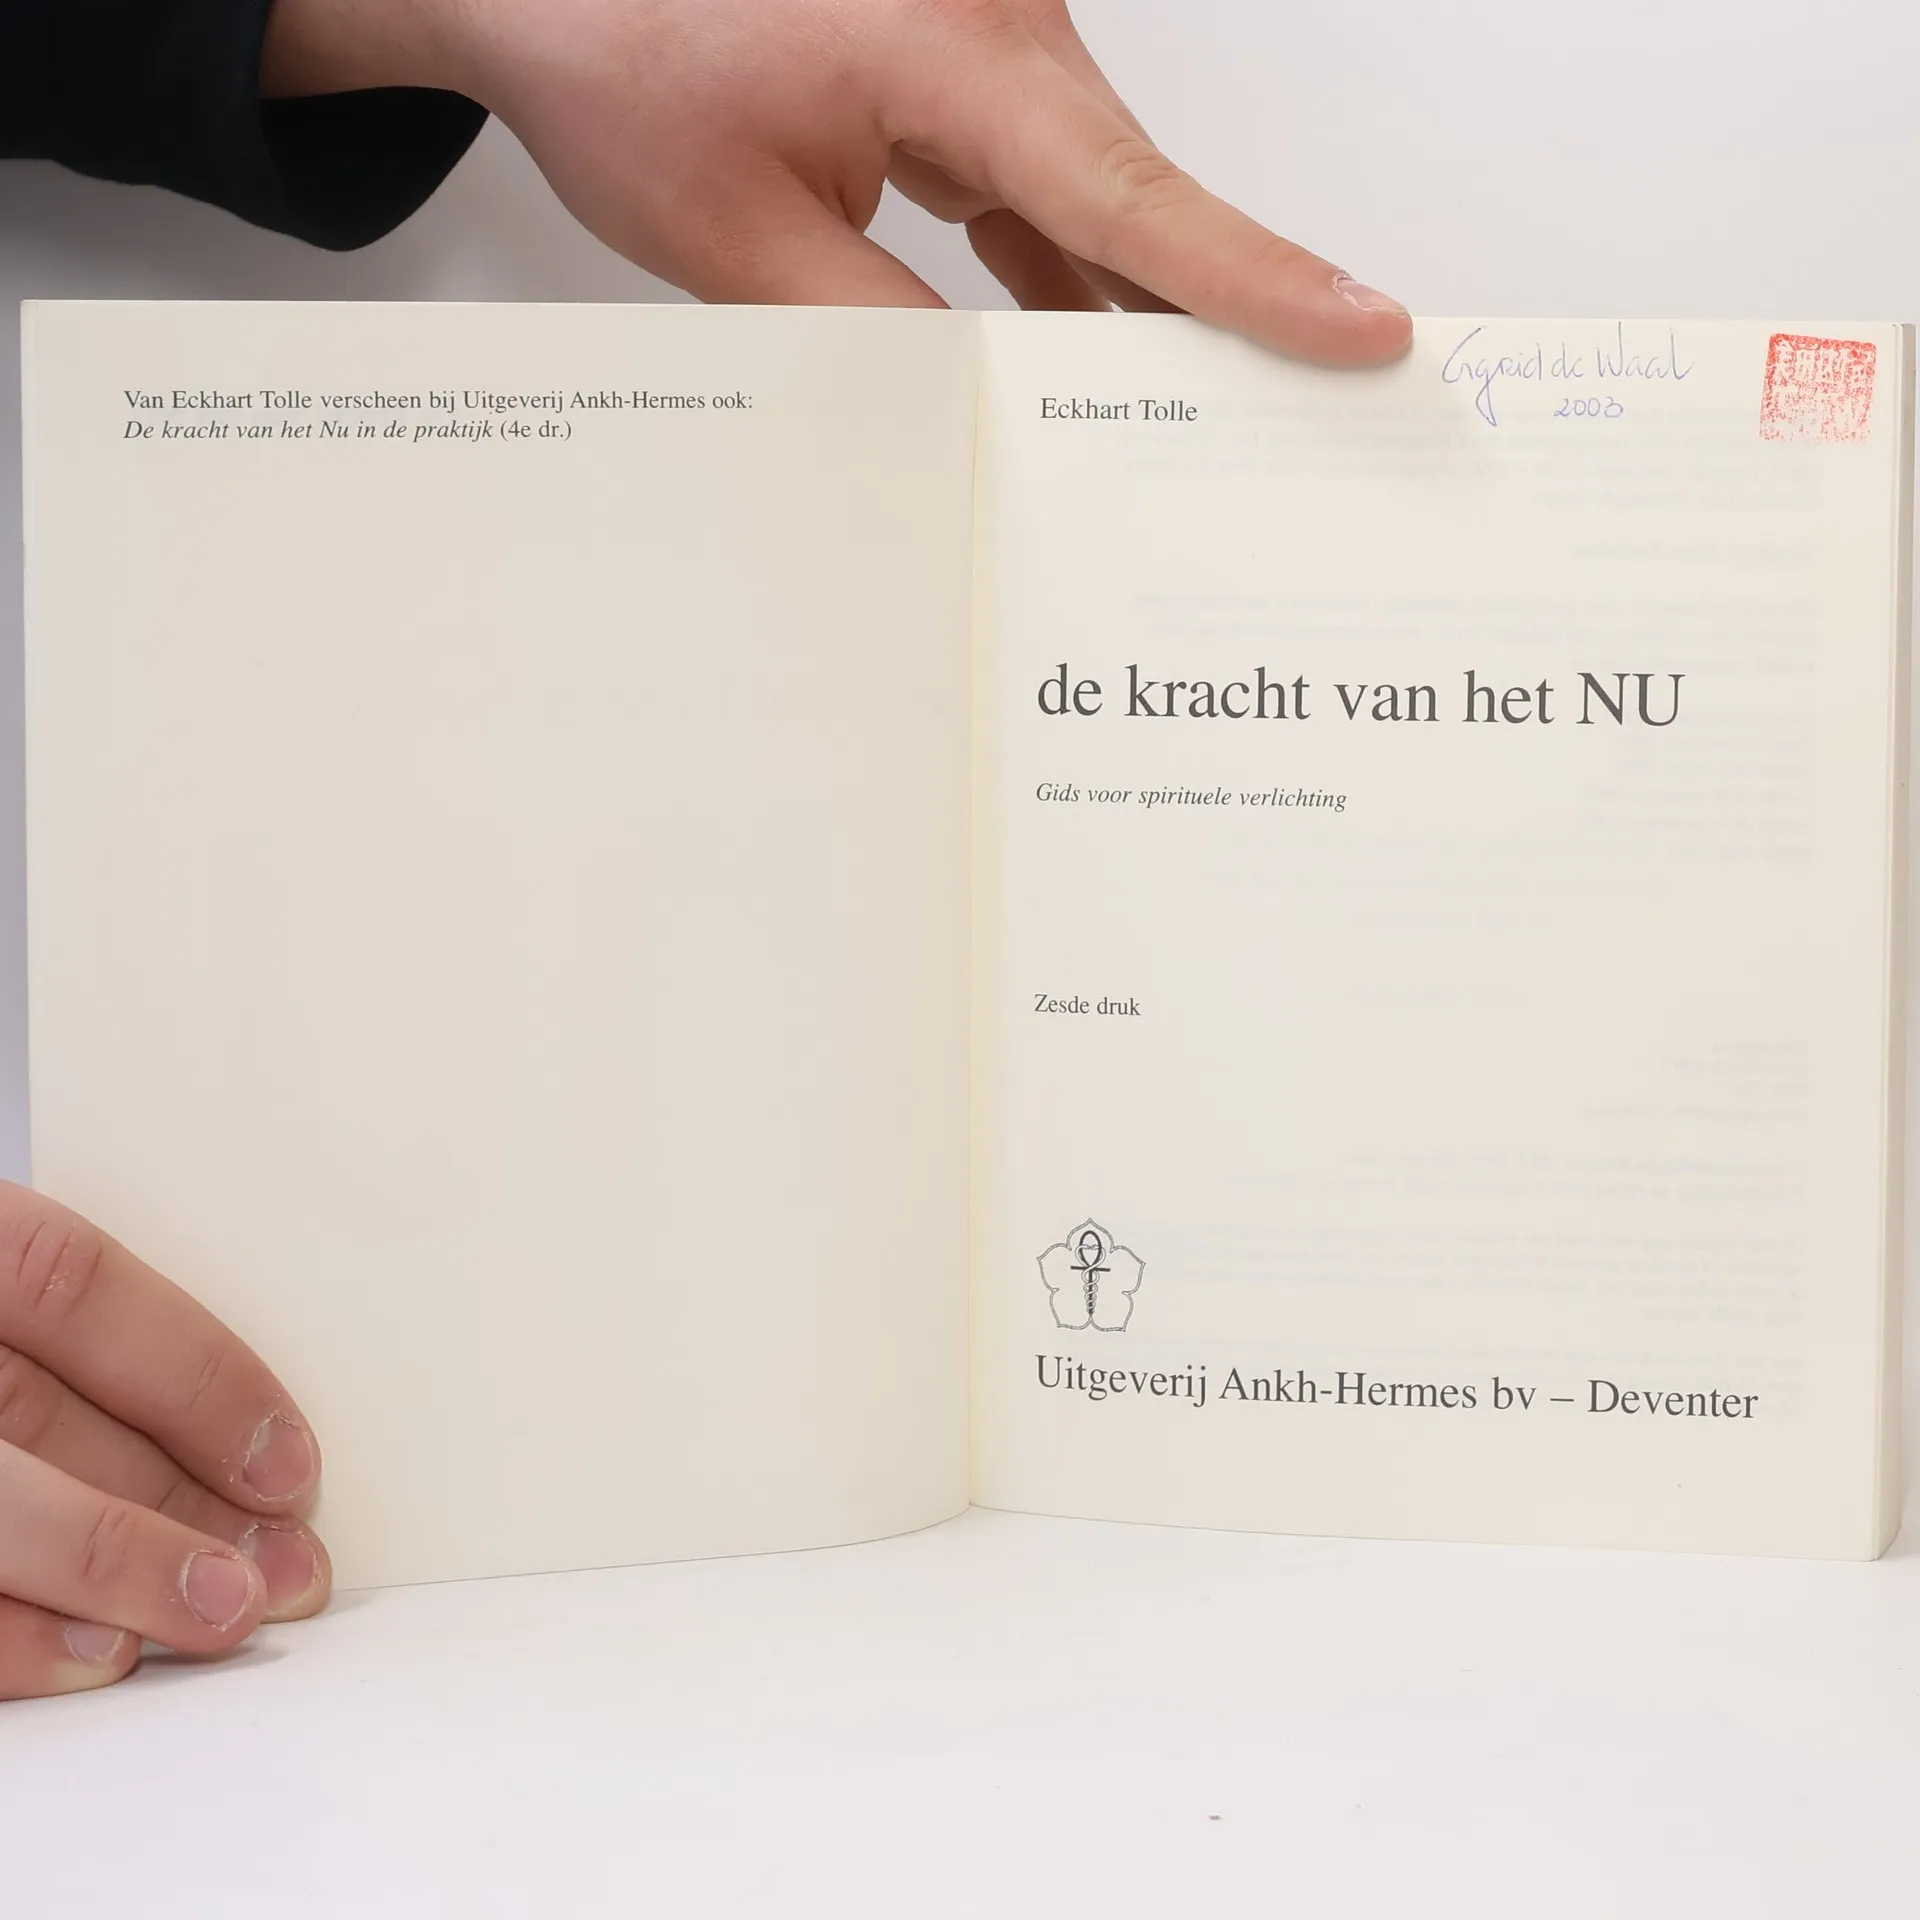 Van Eckhart Tolle verscheen bij Uitgeverij Ankh-Hermes ook:
De kracht van het Nu in de praktijk (4e dr.)
de Waal
2003
Eckhart Tolle
de kracht van het NU
Gids voor spirituele verlichting
Zesde druk
Uitgeverij Ankh-Hermes bv – Deventer